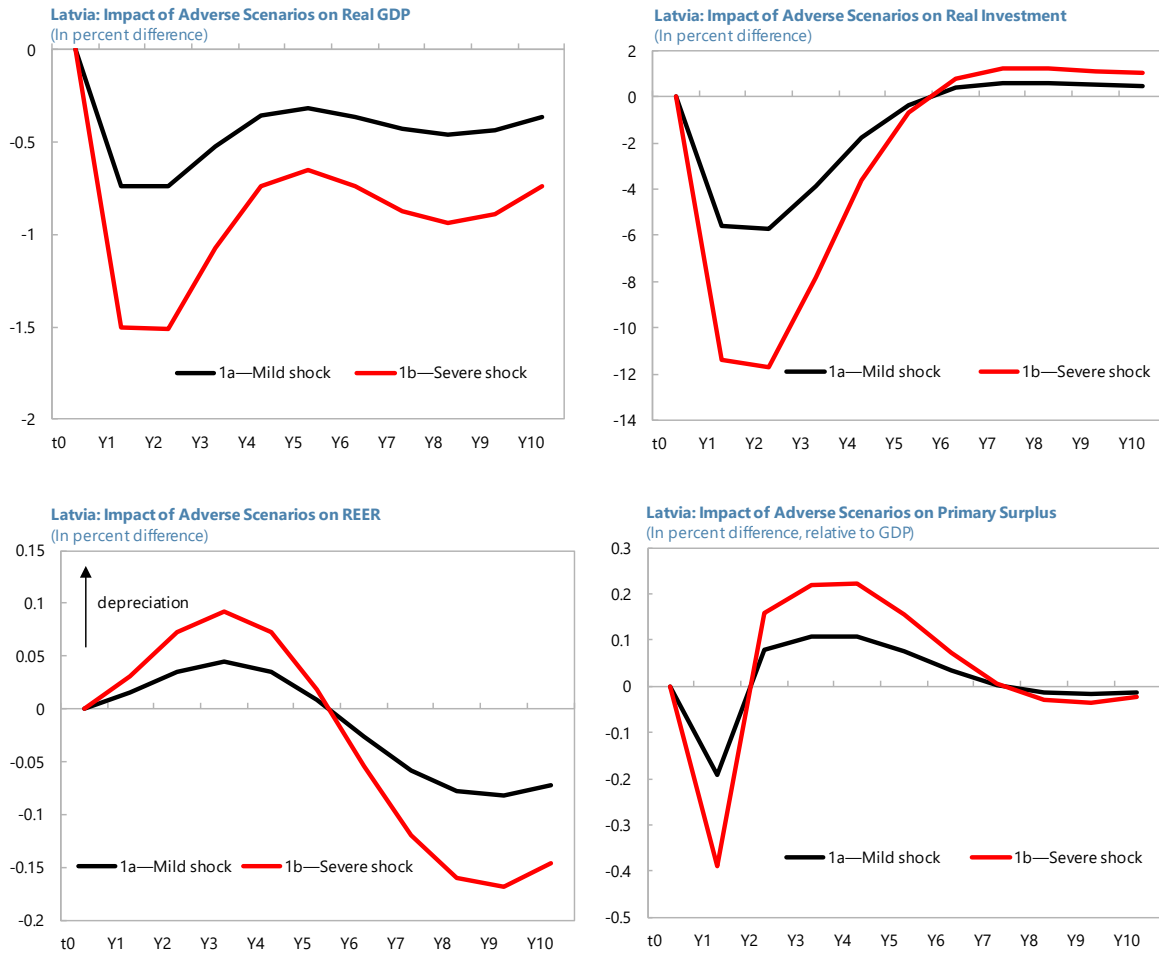 Latvia: Impact of Adverse Scenarios on Real GDP
(In percent difference)
0
-0.5
-1
-1.5
-2
1a—Mild shock 1b—Severe shock
t0 Y1 Y2 Y3 Y4 Y5 Y6 Y7 Y8 Y9 Y10
Latvia: Impact of Adverse Scenarios on Real Investment
(In percent difference)
2
0
-2
-4
-6
-8
-10
-12
-14
1a—Mild shock 1b—Severe shock
t0 Y1 Y2 Y3 Y4 Y5 Y6 Y7 Y8 Y9 Y10
Latvia: Impact of Adverse Scenarios on REER
(In percent difference)
0.15
0.1
0.05
0
-0.05
-0.1
-0.15
-0.2
depreciation
1a—Mild shock 1b—Severe shock
t0 Y1 Y2 Y3 Y4 Y5 Y6 Y7 Y8 Y9 Y10
Latvia: Impact of Adverse Scenarios on Primary Surplus
(In percent difference, relative to GDP)
0.3
0.2
0.1
0
-0.1
-0.2
-0.3
-0.4
-0.5
1a—Mild shock 1b—Severe shock
t0 Y1 Y2 Y3 Y4 Y5 Y6 Y7 Y8 Y9 Y10